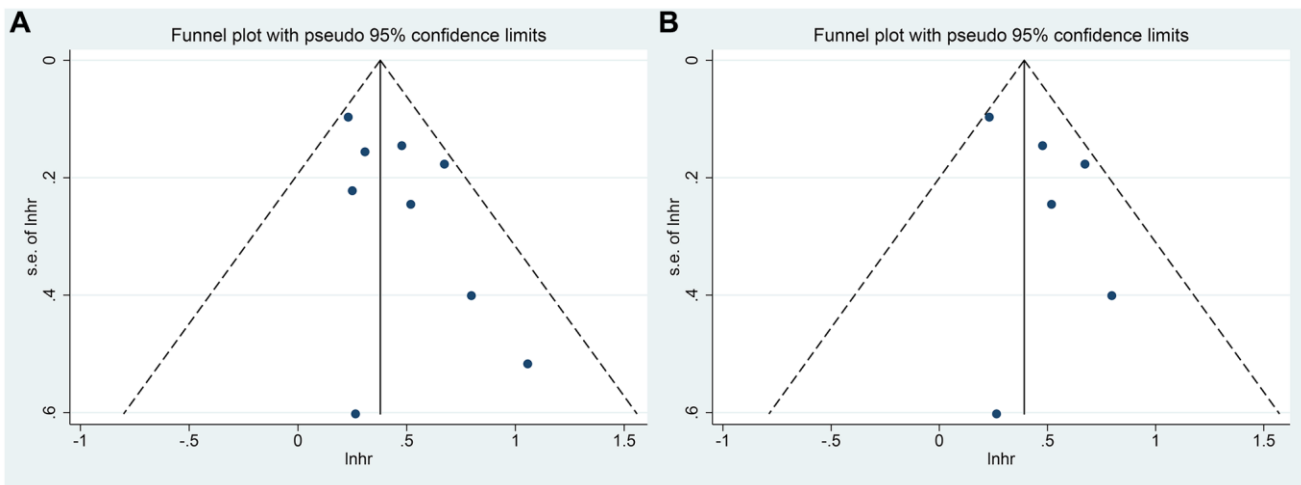 A
Funnel plot with pseudo 95% confidence limits
s.e. of lnhr
0
.2
.4
.6
-1 -.5 0 .5 1 1.5
lnhr
B
Funnel plot with pseudo 95% confidence limits
s.e. of lnhr
0
.2
.4
.6
-1 -.5 0 .5 1 1.5
lnhr